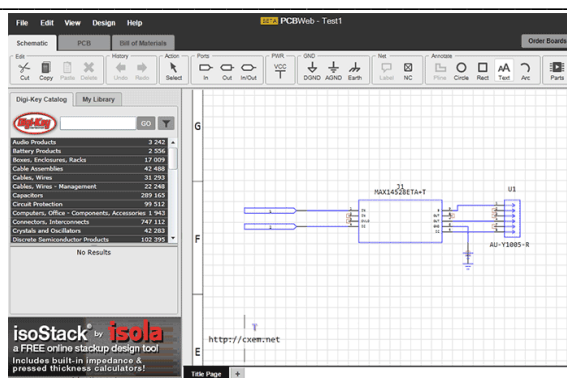 File Edit View Design Help
BETA PCBWeb - Test1
Schematic PCB Bill of Materials
Order Boards
Edit History Action Ports PWR GND Net Annotate
Cut Copy Paste Delete Undo Redo Select In Out In/Out VCC DGND AGND Earth Label NC Pline Circle Rect Text Arc Parts
Digi-Key Catalog My Library
Digi-Key GO
Audio Products 3 242
Battery Products 2 556
Boxes, Enclosures, Racks 17 009
Cable Assemblies 42 488
Cables, Wires 31 293
Cables, Wires - Management 22 248
Capacitors 289 165
Circuit Protection 99 512
Computers, Office - Components, Accessories 1 943
Connectors, Interconnects 747 112
Crystals and Oscillators 42 283
Discrete Semiconductor Products 102 395
No Results
G
J1
MAX14528ETA+T
U1
F
AU-Y1005-R
http://cxem.net
E
isoStack® by isola
a FREE online stackup design tool
Includes built-in impedance &
pressed thickness calculators!
Title Page +